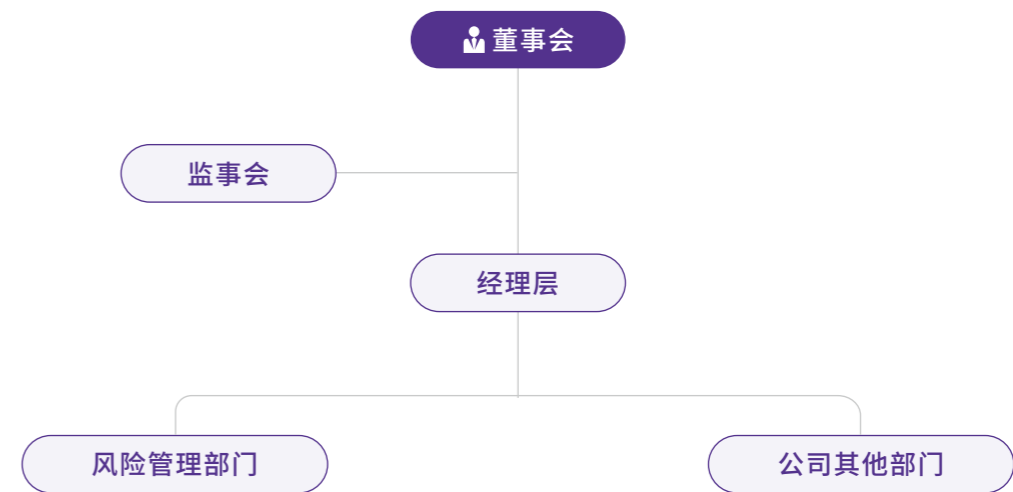 董事会
监事会
经理层
风险管理部门
公司其他部门